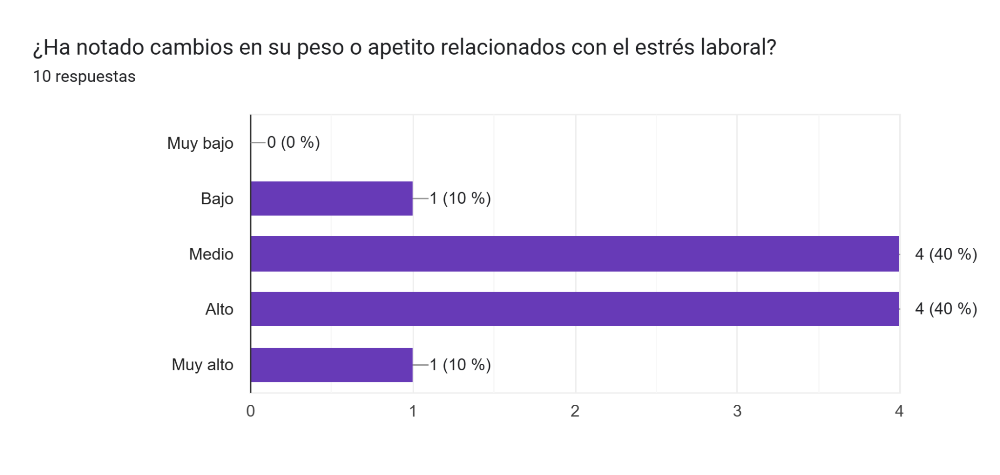 ¿Ha notado cambios en su peso o apetito relacionados con el estrés laboral?
10 respuestas
Muy bajo 0 (0 %)
Bajo 1 (10 %)
Medio 4 (40 %)
Alto 4 (40 %)
Muy alto 1 (10 %)
0 1 2 3 4